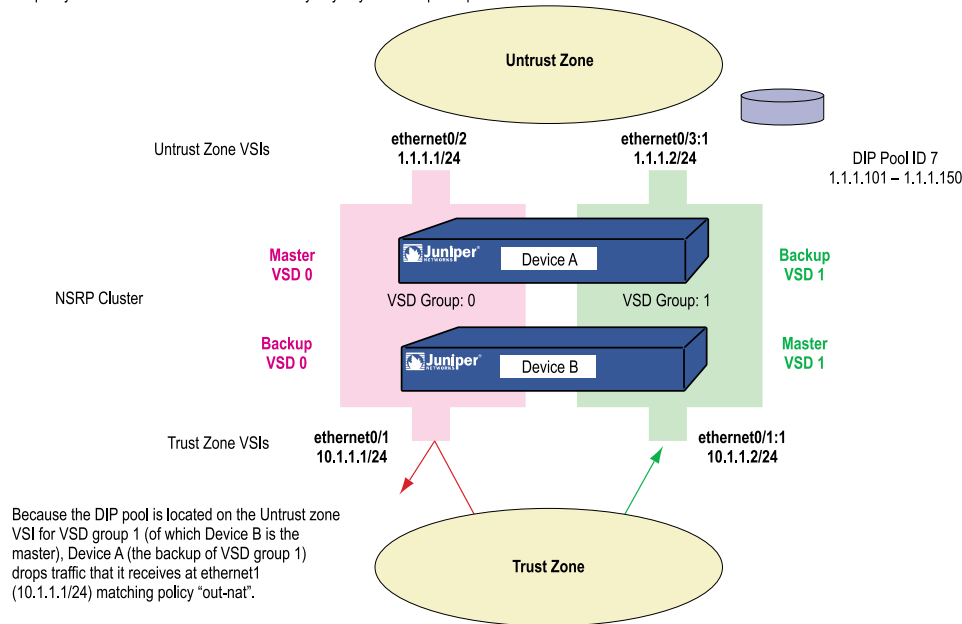 Untrust Zone
ethernet0/2
1.1.1.1/24
ethernet0/3:1
1.1.1.2/24
Untrust Zone VSIs
DIP Pool ID 7
1.1.1.101 – 1.1.1.150
Juniper®
NETWORKS
Device A
Master
VSD 0
Backup
VSD 1
NSRP Cluster
VSD Group: 0
VSD Group: 1
Backup
VSD 0
Juniper®
NETWORKS
Device B
Master
VSD 1
Trust Zone VSIs
ethernet0/1
10.1.1.1/24
ethernet0/1:1
10.1.1.2/24
Because the DIP pool is located on the Untrust zone
VSI for VSD group 1 (of which Device B is the
master), Device A (the backup of VSD group 1)
drops traffic that it receives at ethernet1
(10.1.1.1/24) matching policy “out-nat”.
Trust Zone